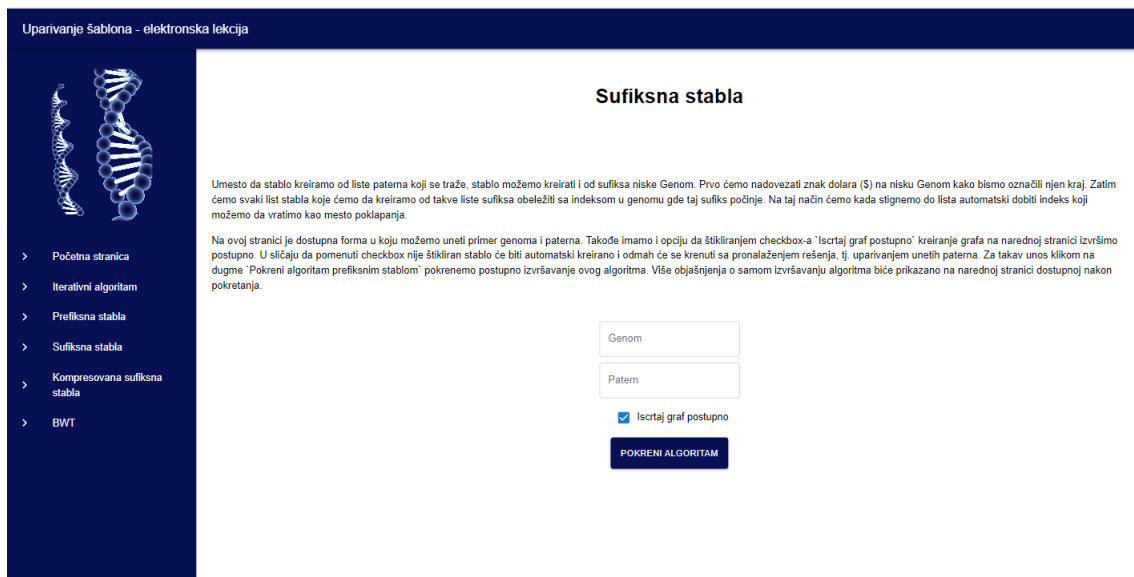 Uparivanje šablona - elektronska lekcija
Početna stranica
Iterativni algoritam
Prefiksna stabla
Sufiksna stabla
Kompresovana sufiksna
stabla
BWT
Sufiksna stabla
Umesto da stablo kreiramo od liste paterna koji se traže, stablo možemo kreirati i od sufiksa niske Genom. Prvo ćemo nadovezati znak dolara ($) na nisku Genom kako bismo označili njen kraj. Zatim
ćemo svaki list stabla koje ćemo da kreiramo od takve liste sufiksa obeležiti sa indeksom u genomu gde taj sufiks počinje. Na taj način ćemo kada stignemo do lista automatski dobiti indeks koji
možemo da vratimo kao mesto poklapanja.
Na ovoj stranici je dostupna forma u koju možemo uneti primer genoma i paterna. Takođe imamo i opciju da štikliranjem checkbox-a `Iscrtaj graf postupno` kreiranje grafa na narednoj stranici izvršimo
postupno. U sličaju da pomenuti checkbox nije štikliran stablo će biti automatski kreirano i odmah će se krenuti sa pronalaženjem rešenja, tj. uparivanjem unetih paterna. Za takav unos klikom na
dugme `Pokreni algoritam prefiksnim stablom` pokrenemo postupno izvršavanje ovog algoritma. Više objašnjenja o samom izvršavanju algoritma biće prikazano na narednoj stranici dostupnoj nakon
pokretanja.
Genom
Patern
Iscrtaj graf postupno
POKRENI ALGORITAM